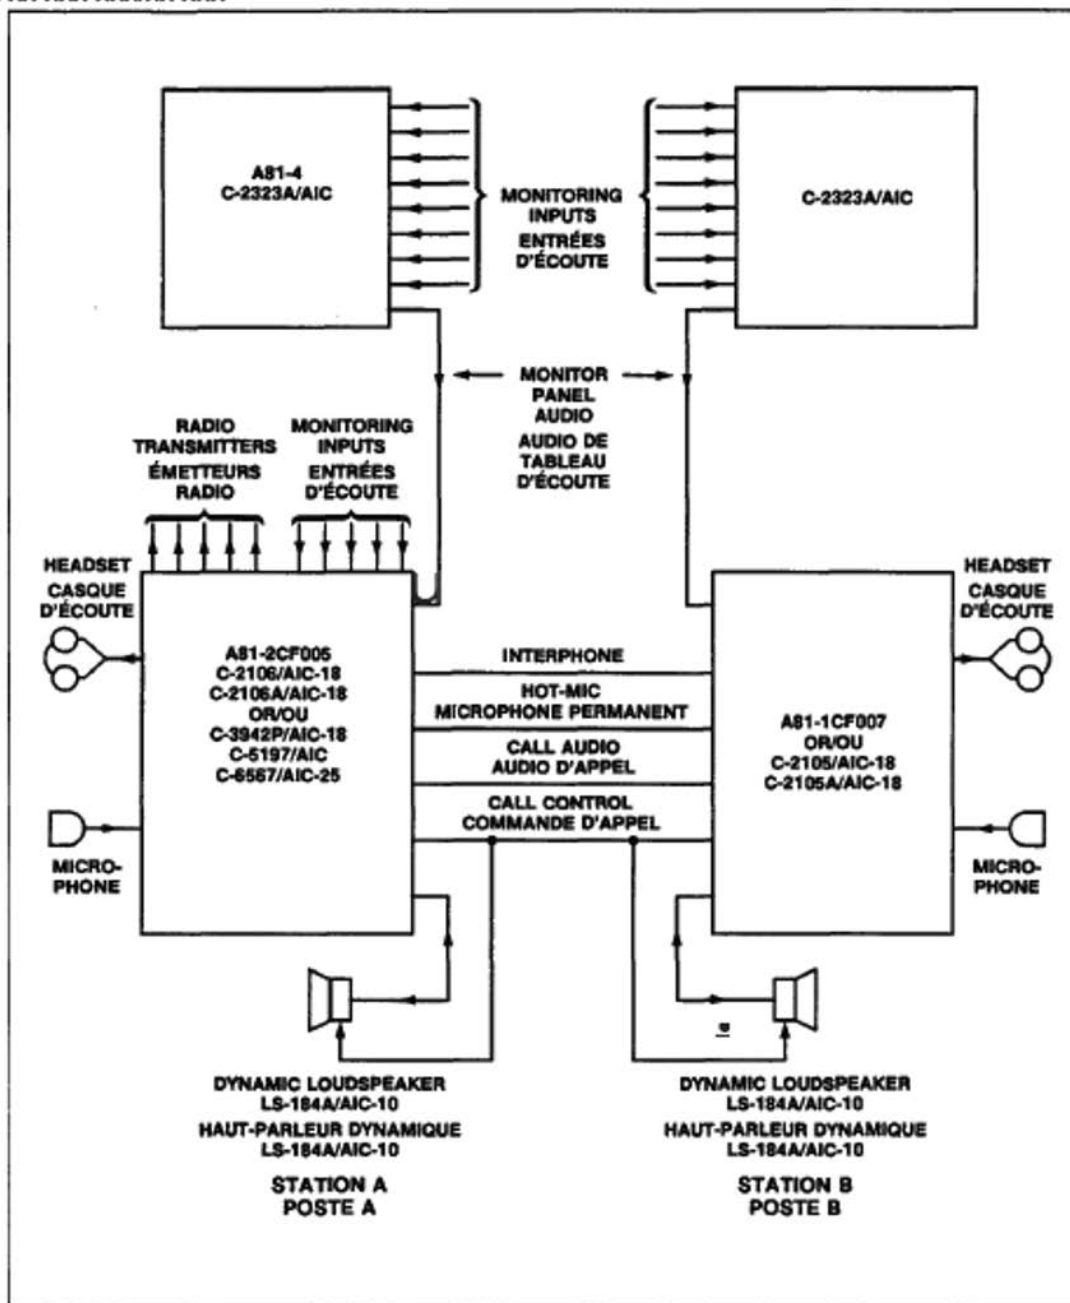 A81-4
C-2323A/AIC
MONITORING
INPUTS
ENTRÉES
D'ÉCOUTE
C-2323A/AIC
MONITOR
PANEL
AUDIO
AUDIO DE
TABLEAU
D'ÉCOUTE
RADIO
TRANSMITTERS
ÉMETTEURS
RADIO
MONITORING
INPUTS
ENTRÉES
D'ÉCOUTE
HEADSET
CASQUE
D'ÉCOUTE
A81-2CF005
C-2106/AIC-18
C-2106A/AIC-18
OR/OU
C-3942P/AIC-18
C-5197/AIC
C-6567/AIC-25
MICRO-
PHONE
INTERPHONE
HOT-MIC
MICROPHONE PERMANENT
CALL AUDIO
AUDIO D'APPEL
CALL CONTROL
COMMANDE D'APPEL
HEADSET
CASQUE
D'ÉCOUTE
A81-1CF007
OR/OU
C-2105/AIC-18
C-2105A/AIC-18
MICRO-
PHONE
DYNAMIC LOUDSPEAKER
LS-184A/AIC-10
HAUT-PARLEUR DYNAMIQUE
LS-184A/AIC-10
STATION A
POSTE A
DYNAMIC LOUDSPEAKER
LS-184A/AIC-10
HAUT-PARLEUR DYNAMIQUE
LS-184A/AIC-10
STATION B
POSTE B